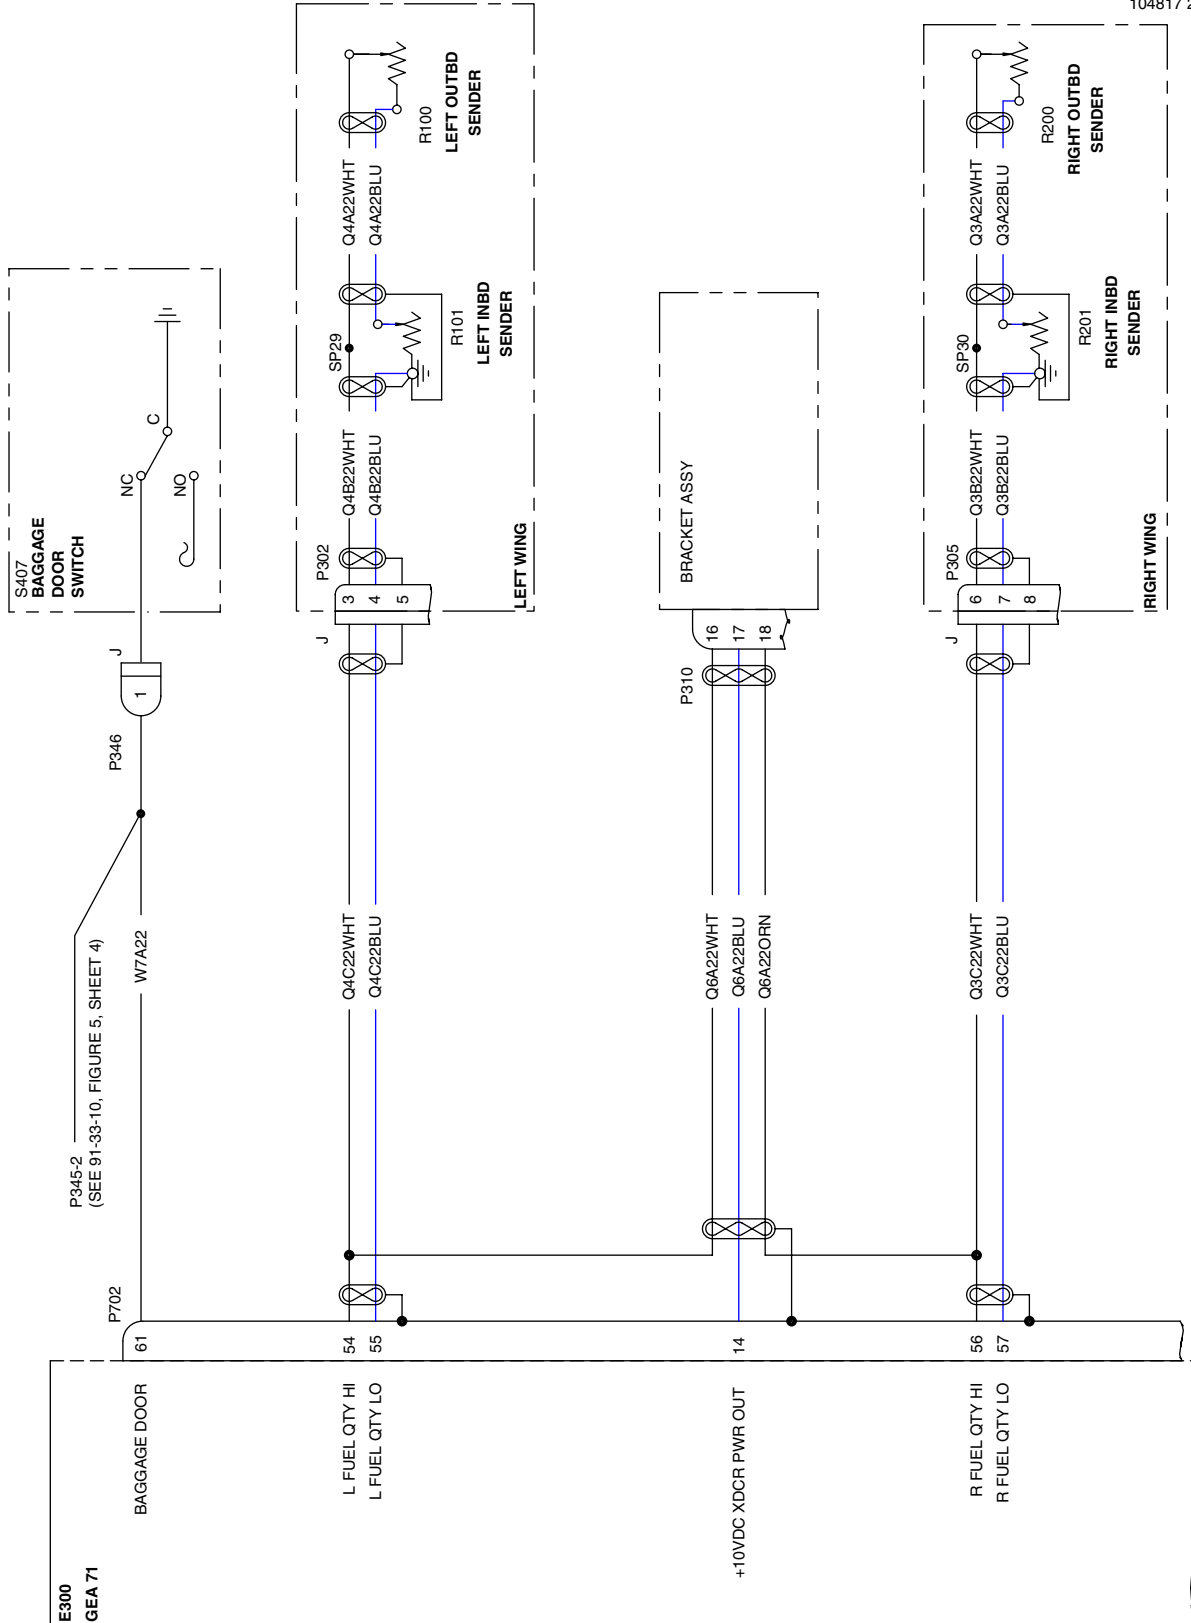 104817 2
E300
GEA 71
BAGGAGE DOOR
L FUEL QTY HI
L FUEL QTY LO
+10VDC XDCR PWR OUT
R FUEL QTY HI
R FUEL QTY LO
P702
61
54
55
14
56
57
P345-2
(SEE 91-33-10, FIGURE 5, SHEET 4)
W7A22
P346
1
J
S407
BAGGAGE
DOOR
SWITCH
NC
NO
C
Q4C22WHT
Q4C22BLU
J
P302
3
4
5
Q4B22WHT
Q4B22BLU
SP29
R101
LEFT INBD
SENDER
Q4A22WHT
Q4A22BLU
R100
LEFT OUTBD
SENDER
LEFT WING
Q6A22WHT
Q6A22BLU
Q6A22ORN
P310
16
17
18
BRACKET ASSY
Q3C22WHT
Q3C22BLU
J
P305
6
7
8
Q3B22WHT
Q3B22BLU
SP30
R201
RIGHT INBD
SENDER
Q3A22WHT
Q3A22BLU
R200
RIGHT OUTBD
SENDER
RIGHT WING